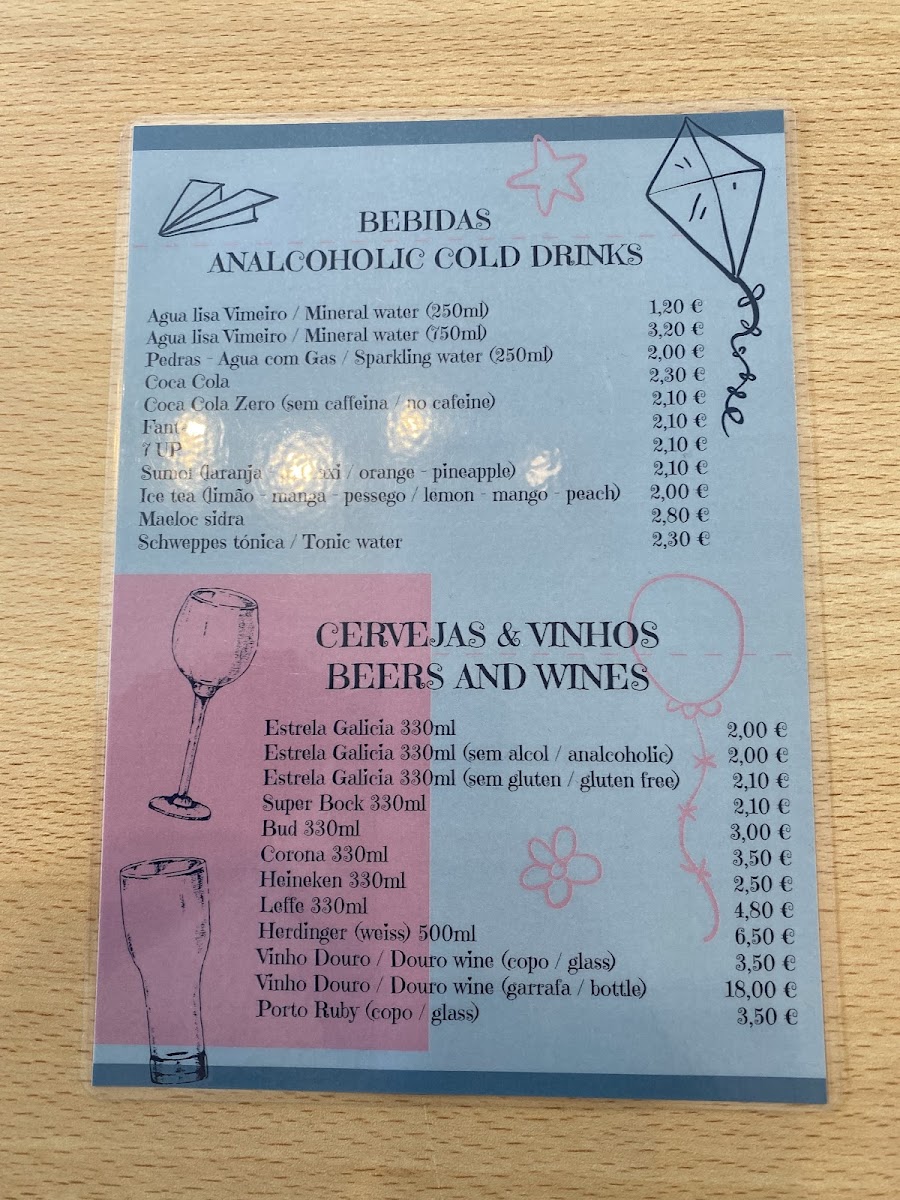 BEBIDAS
ANALCOHOLIC COLD DRINKS
Agua lisa Vimeiro / Mineral water (250ml) 1,20 €
Agua lisa Vimeiro / Mineral water (750ml) 3,20 €
Pedras - Agua com Gas / Sparkling water (250ml) 2,00 €
Coca Cola 2,30 €
Coca Cola Zero (sem caffeina / no cafeine) 2,10 €
2,10 €
7 UP 2,10 €
Sumol (laranja - / orange - pineapple) 2,10 €
Ice tea (limão - manga - pessego / lemon - mango - peach) 2,00 €
Maeloc sidra 2,80 €
Schweppes tónica / Tonic water 2,30 €
CERVEJAS & VINHOS
BEERS AND WINES
Estrela Galicia 330ml 2,00 €
Estrela Galicia 330ml (sem alcol / analcoholic) 2,00 €
Estrela Galicia 330ml (sem gluten / gluten free) 2,10 €
Super Bock 330ml 2,10 €
Bud 330ml 3,00 €
Corona 330ml 3,50 €
Heineken 330ml 2,50 €
Leffe 330ml 4,80 €
Herdinger (weiss) 500ml 6,50 €
Vinho Douro / Douro wine (copo / glass) 3,50 €
Vinho Douro / Douro wine (garrafa / bottle) 18,00 €
Porto Ruby (copo / glass) 3,50 €